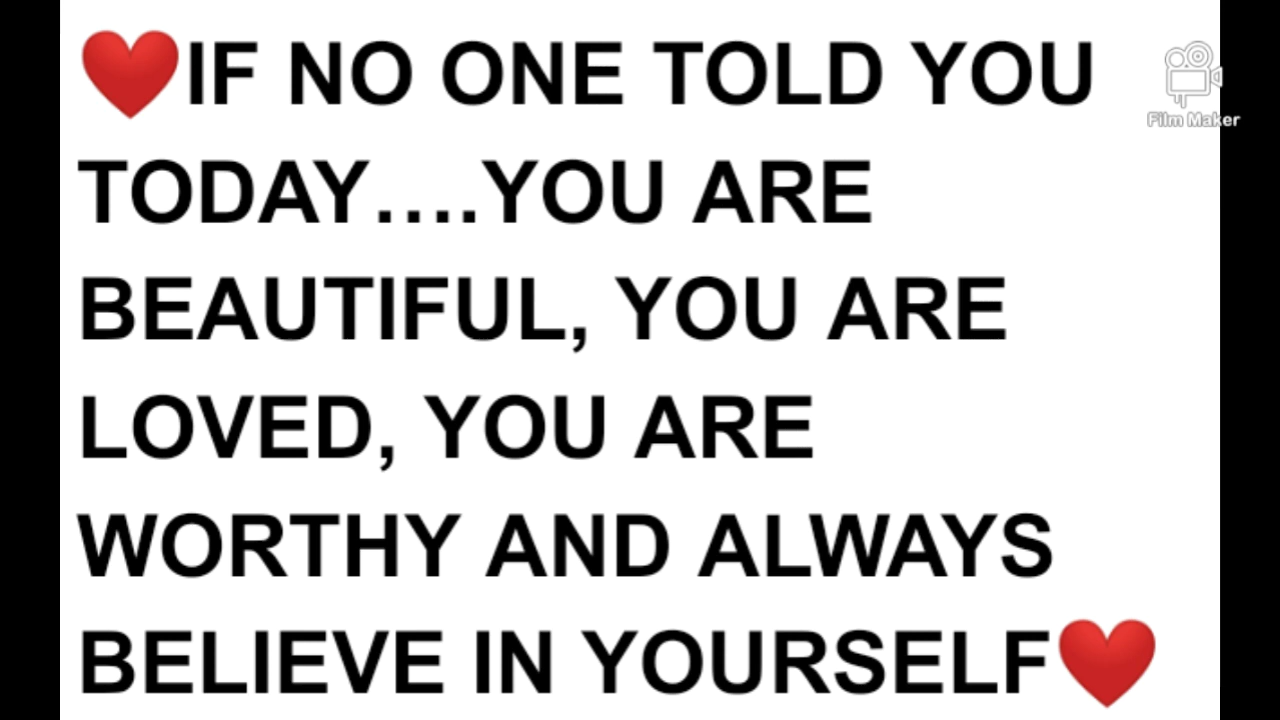 ❤️IF NO ONE TOLD YOU
TODAY....YOU ARE
BEAUTIFUL, YOU ARE
LOVED, YOU ARE
WORTHY AND ALWAYS
BELIEVE IN YOURSELF❤️
Film Maker